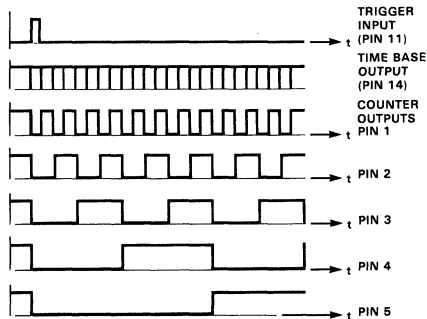 TRIGGER
INPUT
(PIN 11)
t
TIME BASE
OUTPUT
(PIN 14)
COUNTER
OUTPUTS
t PIN 1
t PIN 2
t PIN 3
t PIN 4
t PIN 5